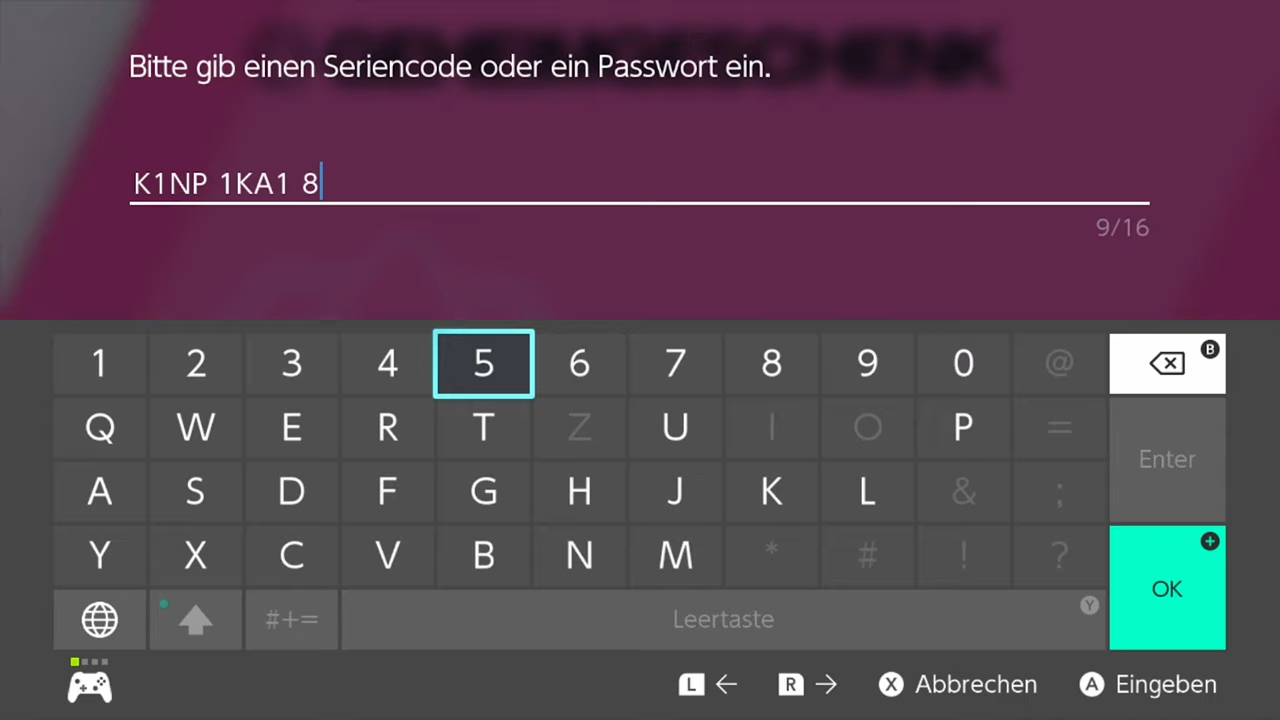 GEHEIMGESCHENK
Bitte gib einen Seriencode oder ein Passwort ein.
K1NP 1KA1 8
9/16
1 2 3 4 5 6 7 8 9 0 @ B
Q W E R T Z U I O P =
Enter
A S D F G H J K L & ;
Y X C V B N M * # ! ? +
OK
#+= Leertaste Y
L ← R → X Abbrechen A Eingeben